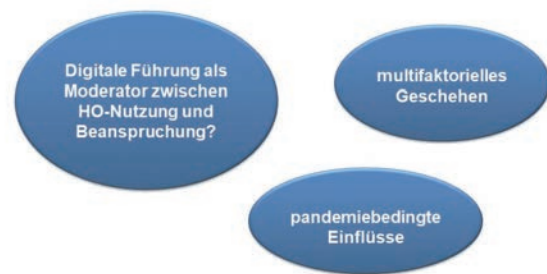 Digitale Führung als
Moderator zwischen
HO-Nutzung und
Beanspruchung?
multifaktorielles
Geschehen
pandemiebedingte
Einflüsse